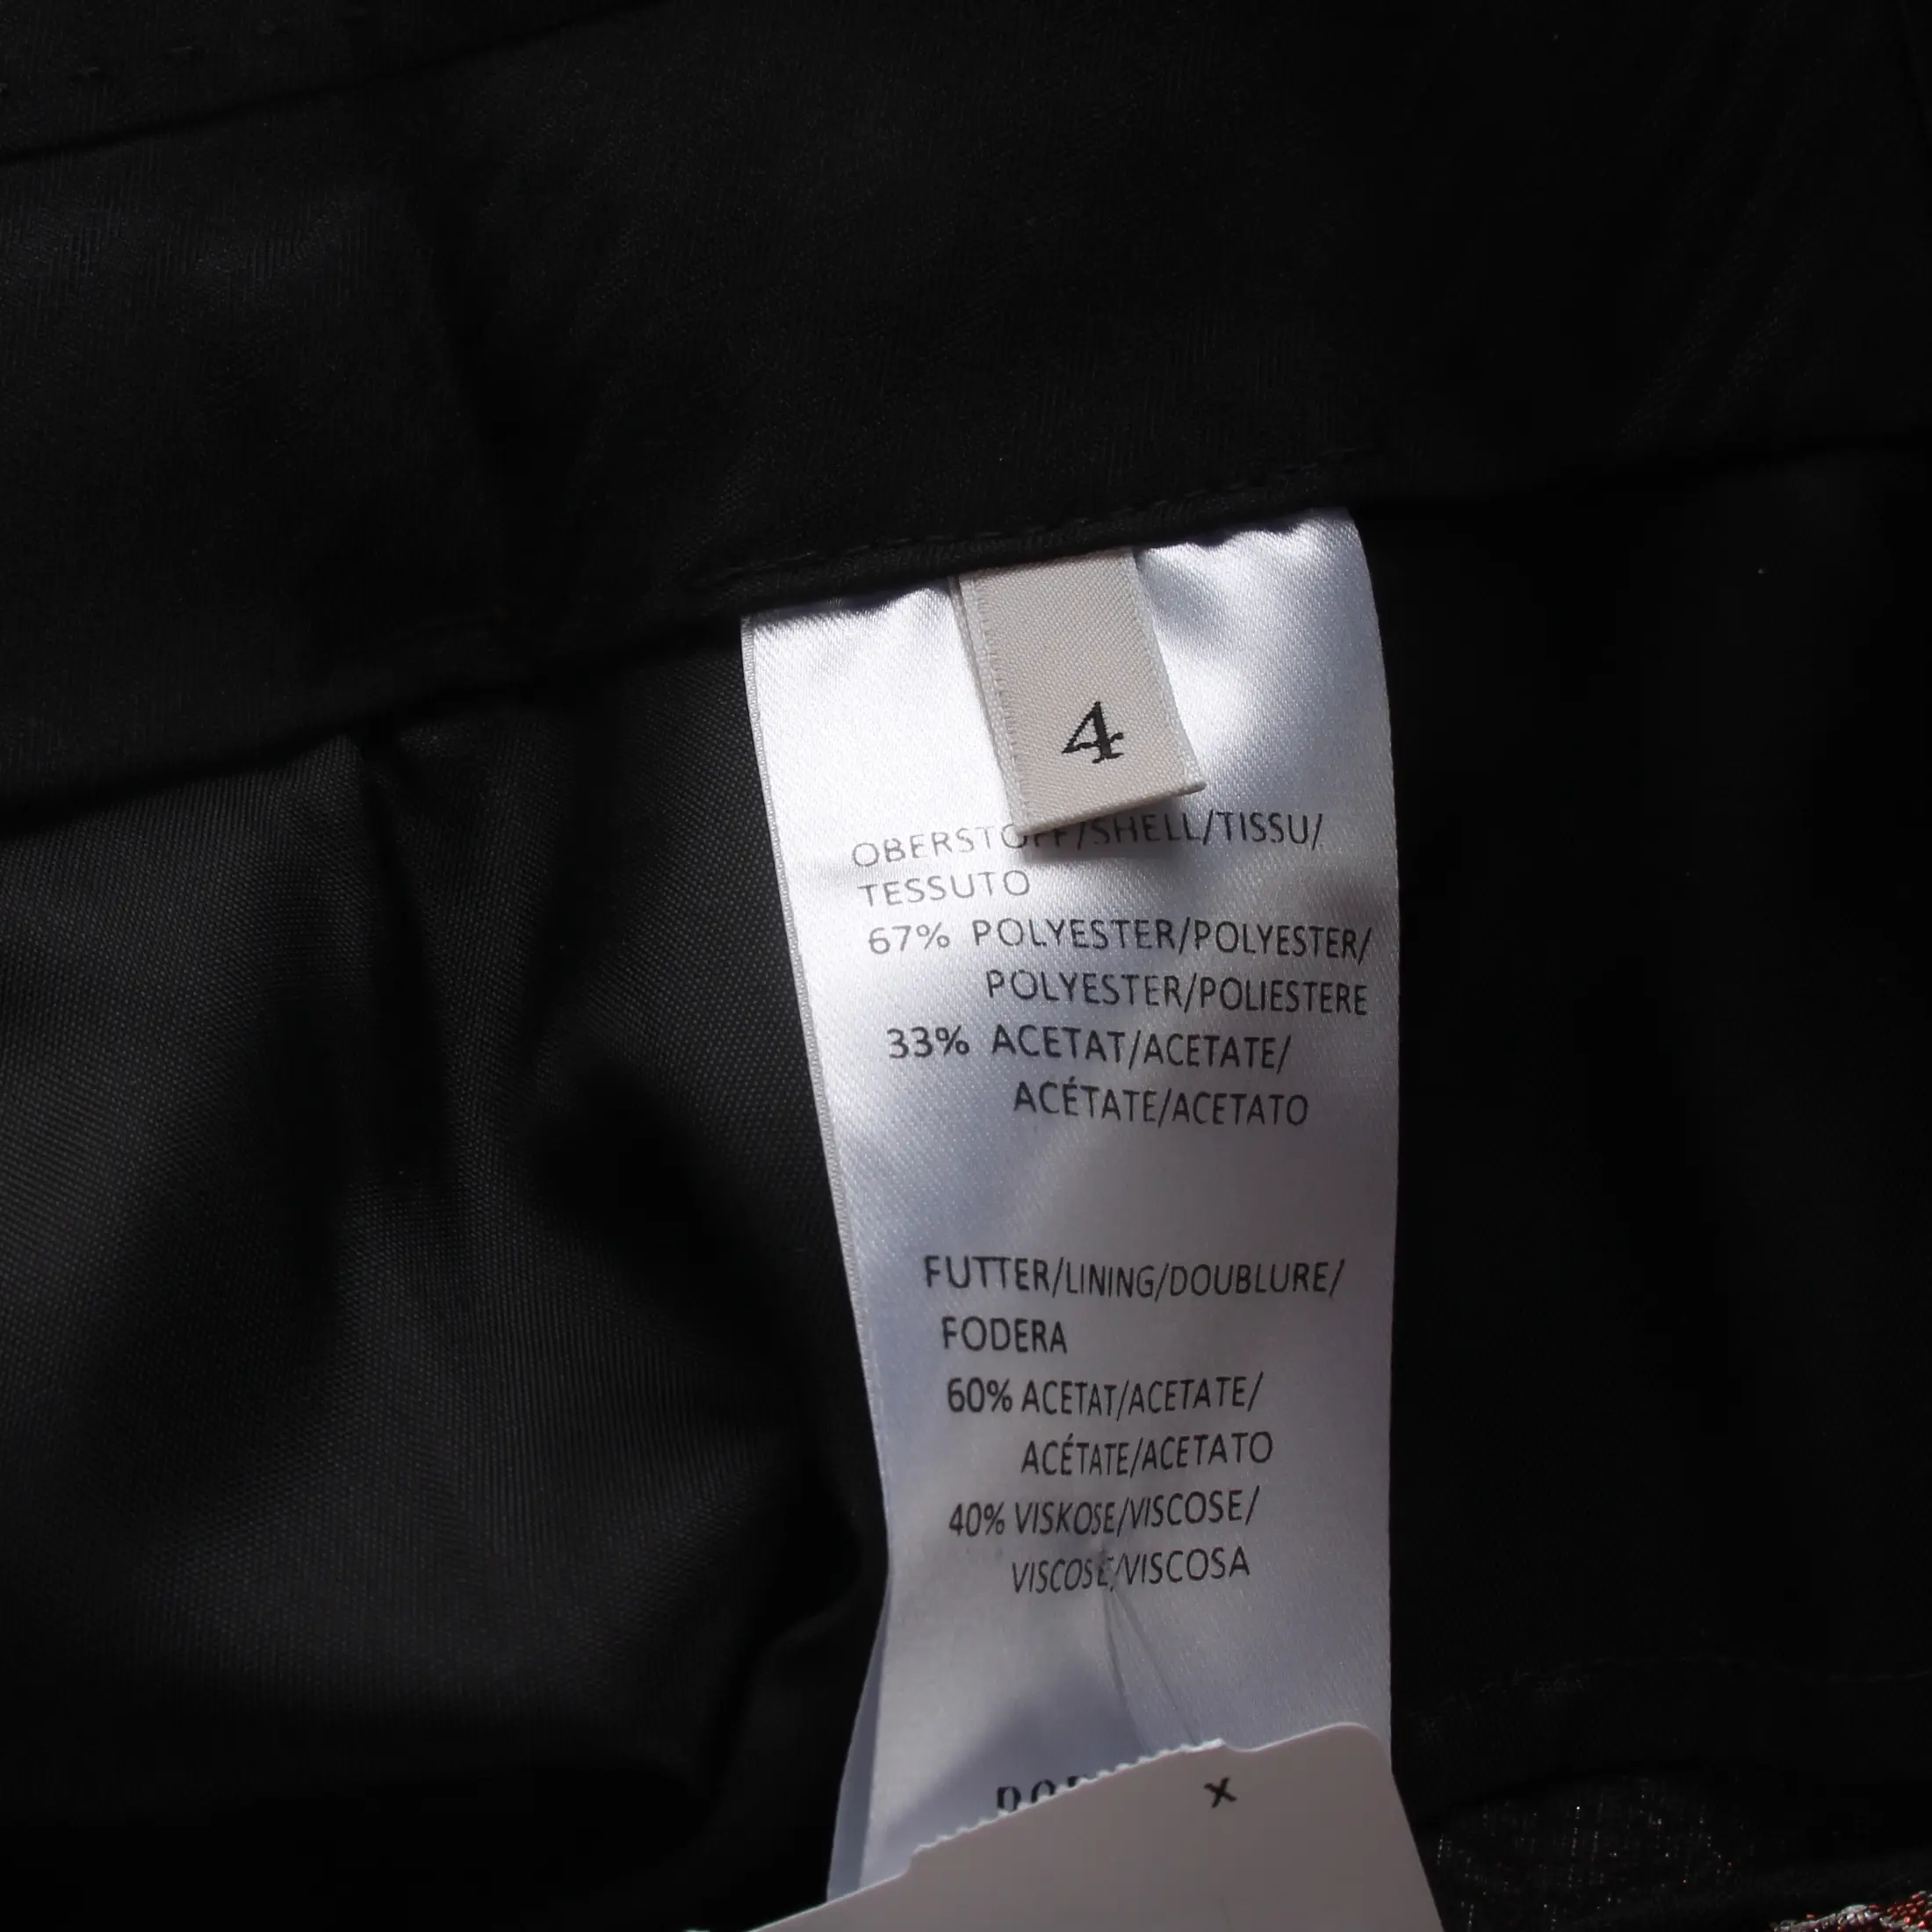 4
OBERSTOFF/SHELL/TISSU/
TESSUTO
67% POLYESTER/POLYESTER/
POLYESTER/POLIESTERE
33% ACETAT/ACETATE/
ACÉTATE/ACETATO
FUTTER/LINING/DOUBLURE/
FODERA
60% ACETAT/ACETATE/
ACÉTATE/ACETATO
40% VISKOSE/VISCOSE/
VISCOSE/VISCOSA
x